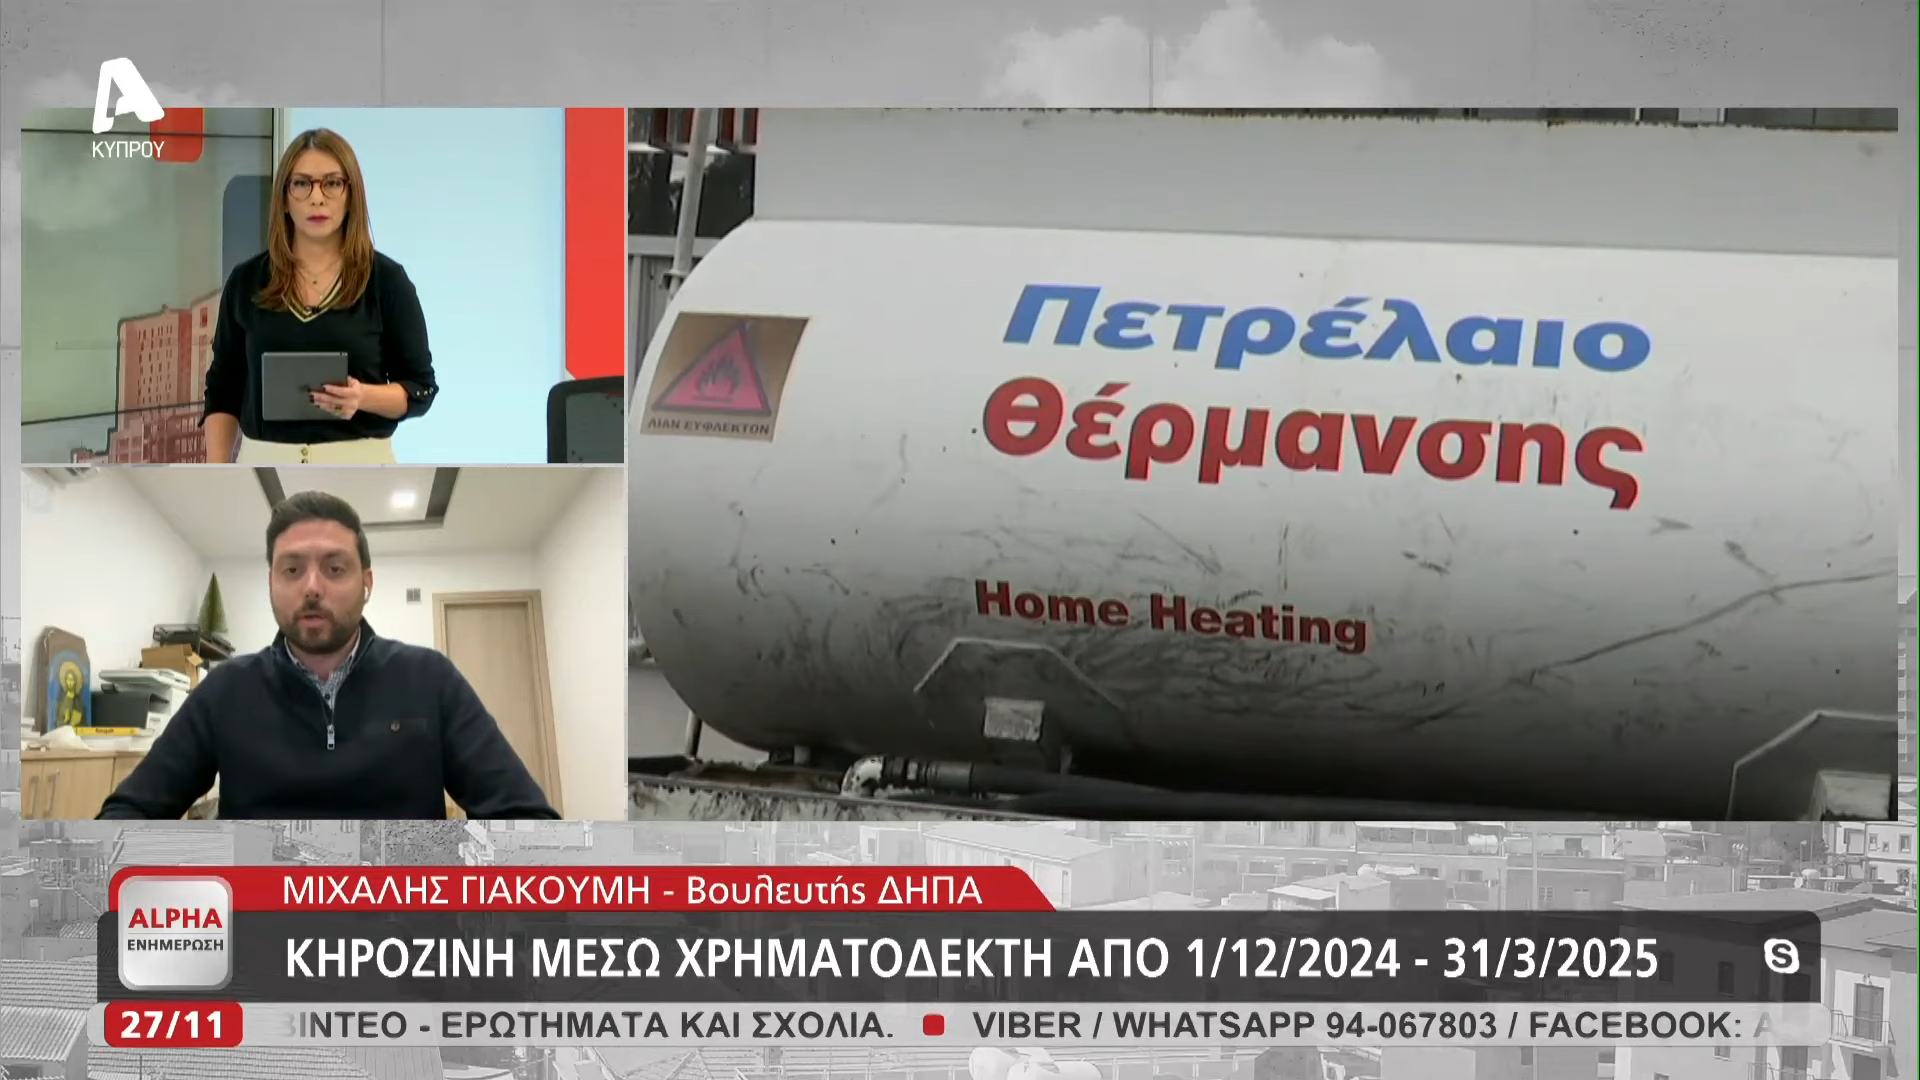 ΚΥΠΡΟΥ
Πετρέλαιο
Θέρμανσης
ΛΙΑΝ ΕΥΦΛΕΚΤΟΝ
Home Heating
ΜΙΧΑΛΗΣ ΓΙΑΚΟΥΜΗ - Βουλευτής ΔΗΠΑ
ALPHA
ΕΝΗΜΕΡΩΣΗ
ΚΗΡΟΖΙΝΗ ΜΕΣΩ ΧΡΗΜΑΤΟΔΕΚΤΗ ΑΠΟ 1/12/2024 - 31/3/2025
27/11
ΒΙΝΤΕΟ - ΕΡΩΤΗΜΑΤΑ ΚΑΙ ΣΧΟΛΙΑ. VIBER / WHATSAPP 94-067803 / FACEBOOK: A